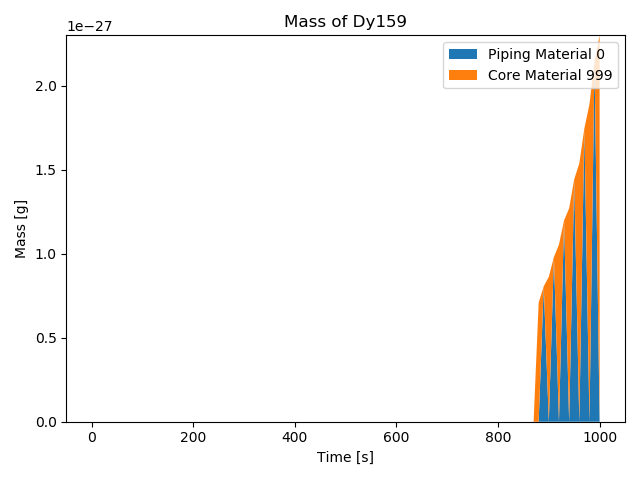 Mass of Dy159
1e−27
Piping Material 0
Core Material 999
2.0
1.5
1.0
0.5
0.0
Mass [g]
0 200 400 600 800 1000
Time [s]